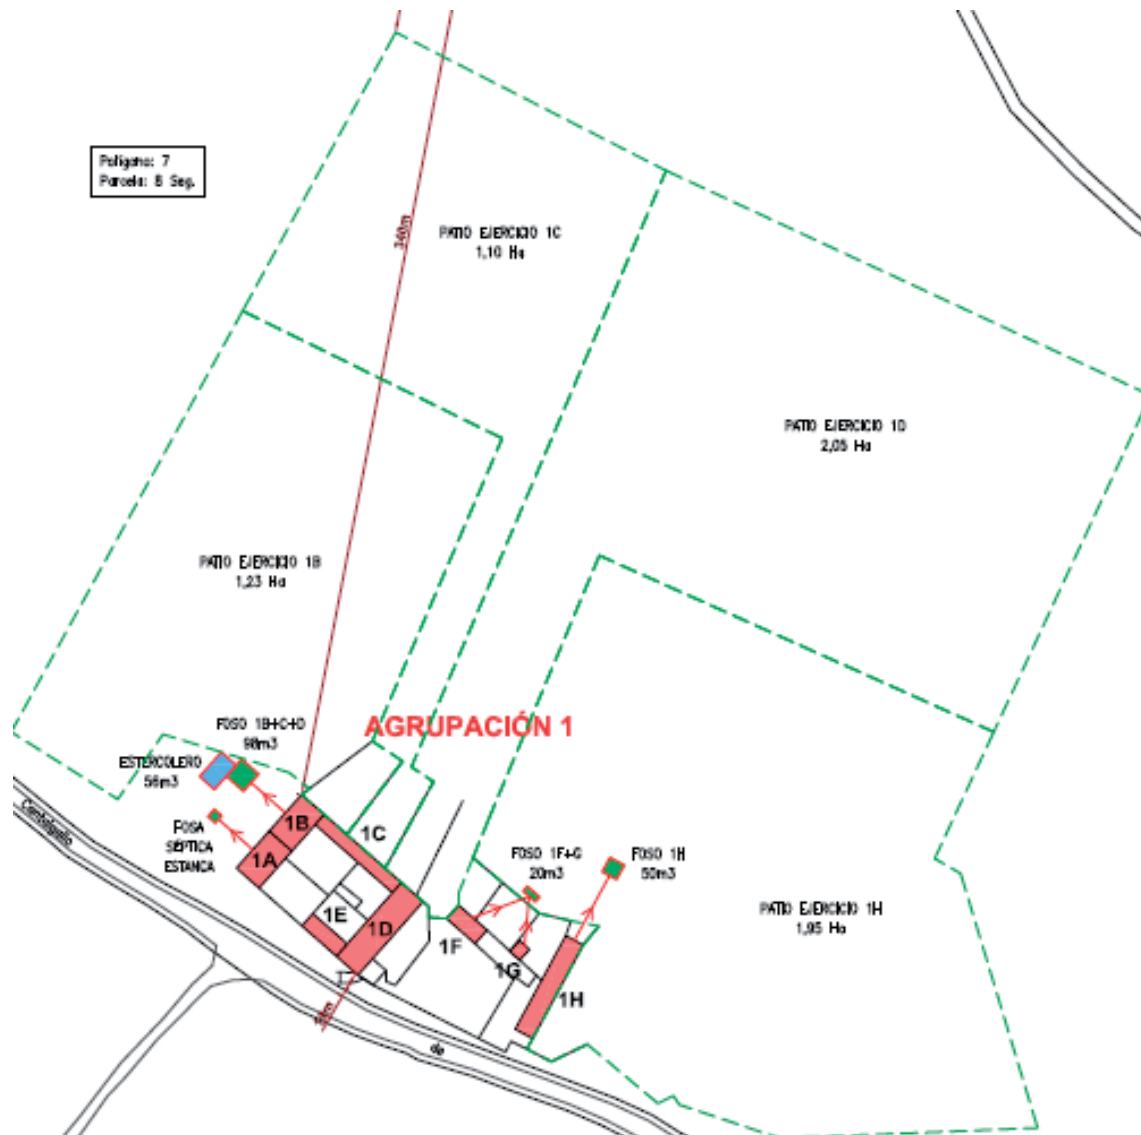 Polígono: 7
Parcela: 8 Seg.
340m
PATIO EJERCICIO 1C
1,10 Ha
PATIO EJERCICIO 1D
2,05 Ha
PATIO EJERCICIO 1B
1,23 Ha
AGRUPACIÓN 1
FOSO 1B+C+D
98m3
ESTERCOLERO
56m3
FOSA
SÉPTICA
ESTANCA
1B
1C
1A
1E
1D
FOSO 1F+G
20m3
FOSO 1H
50m3
PATIO EJERCICIO 1H
1,95 Ha
1F
1G
1H
de